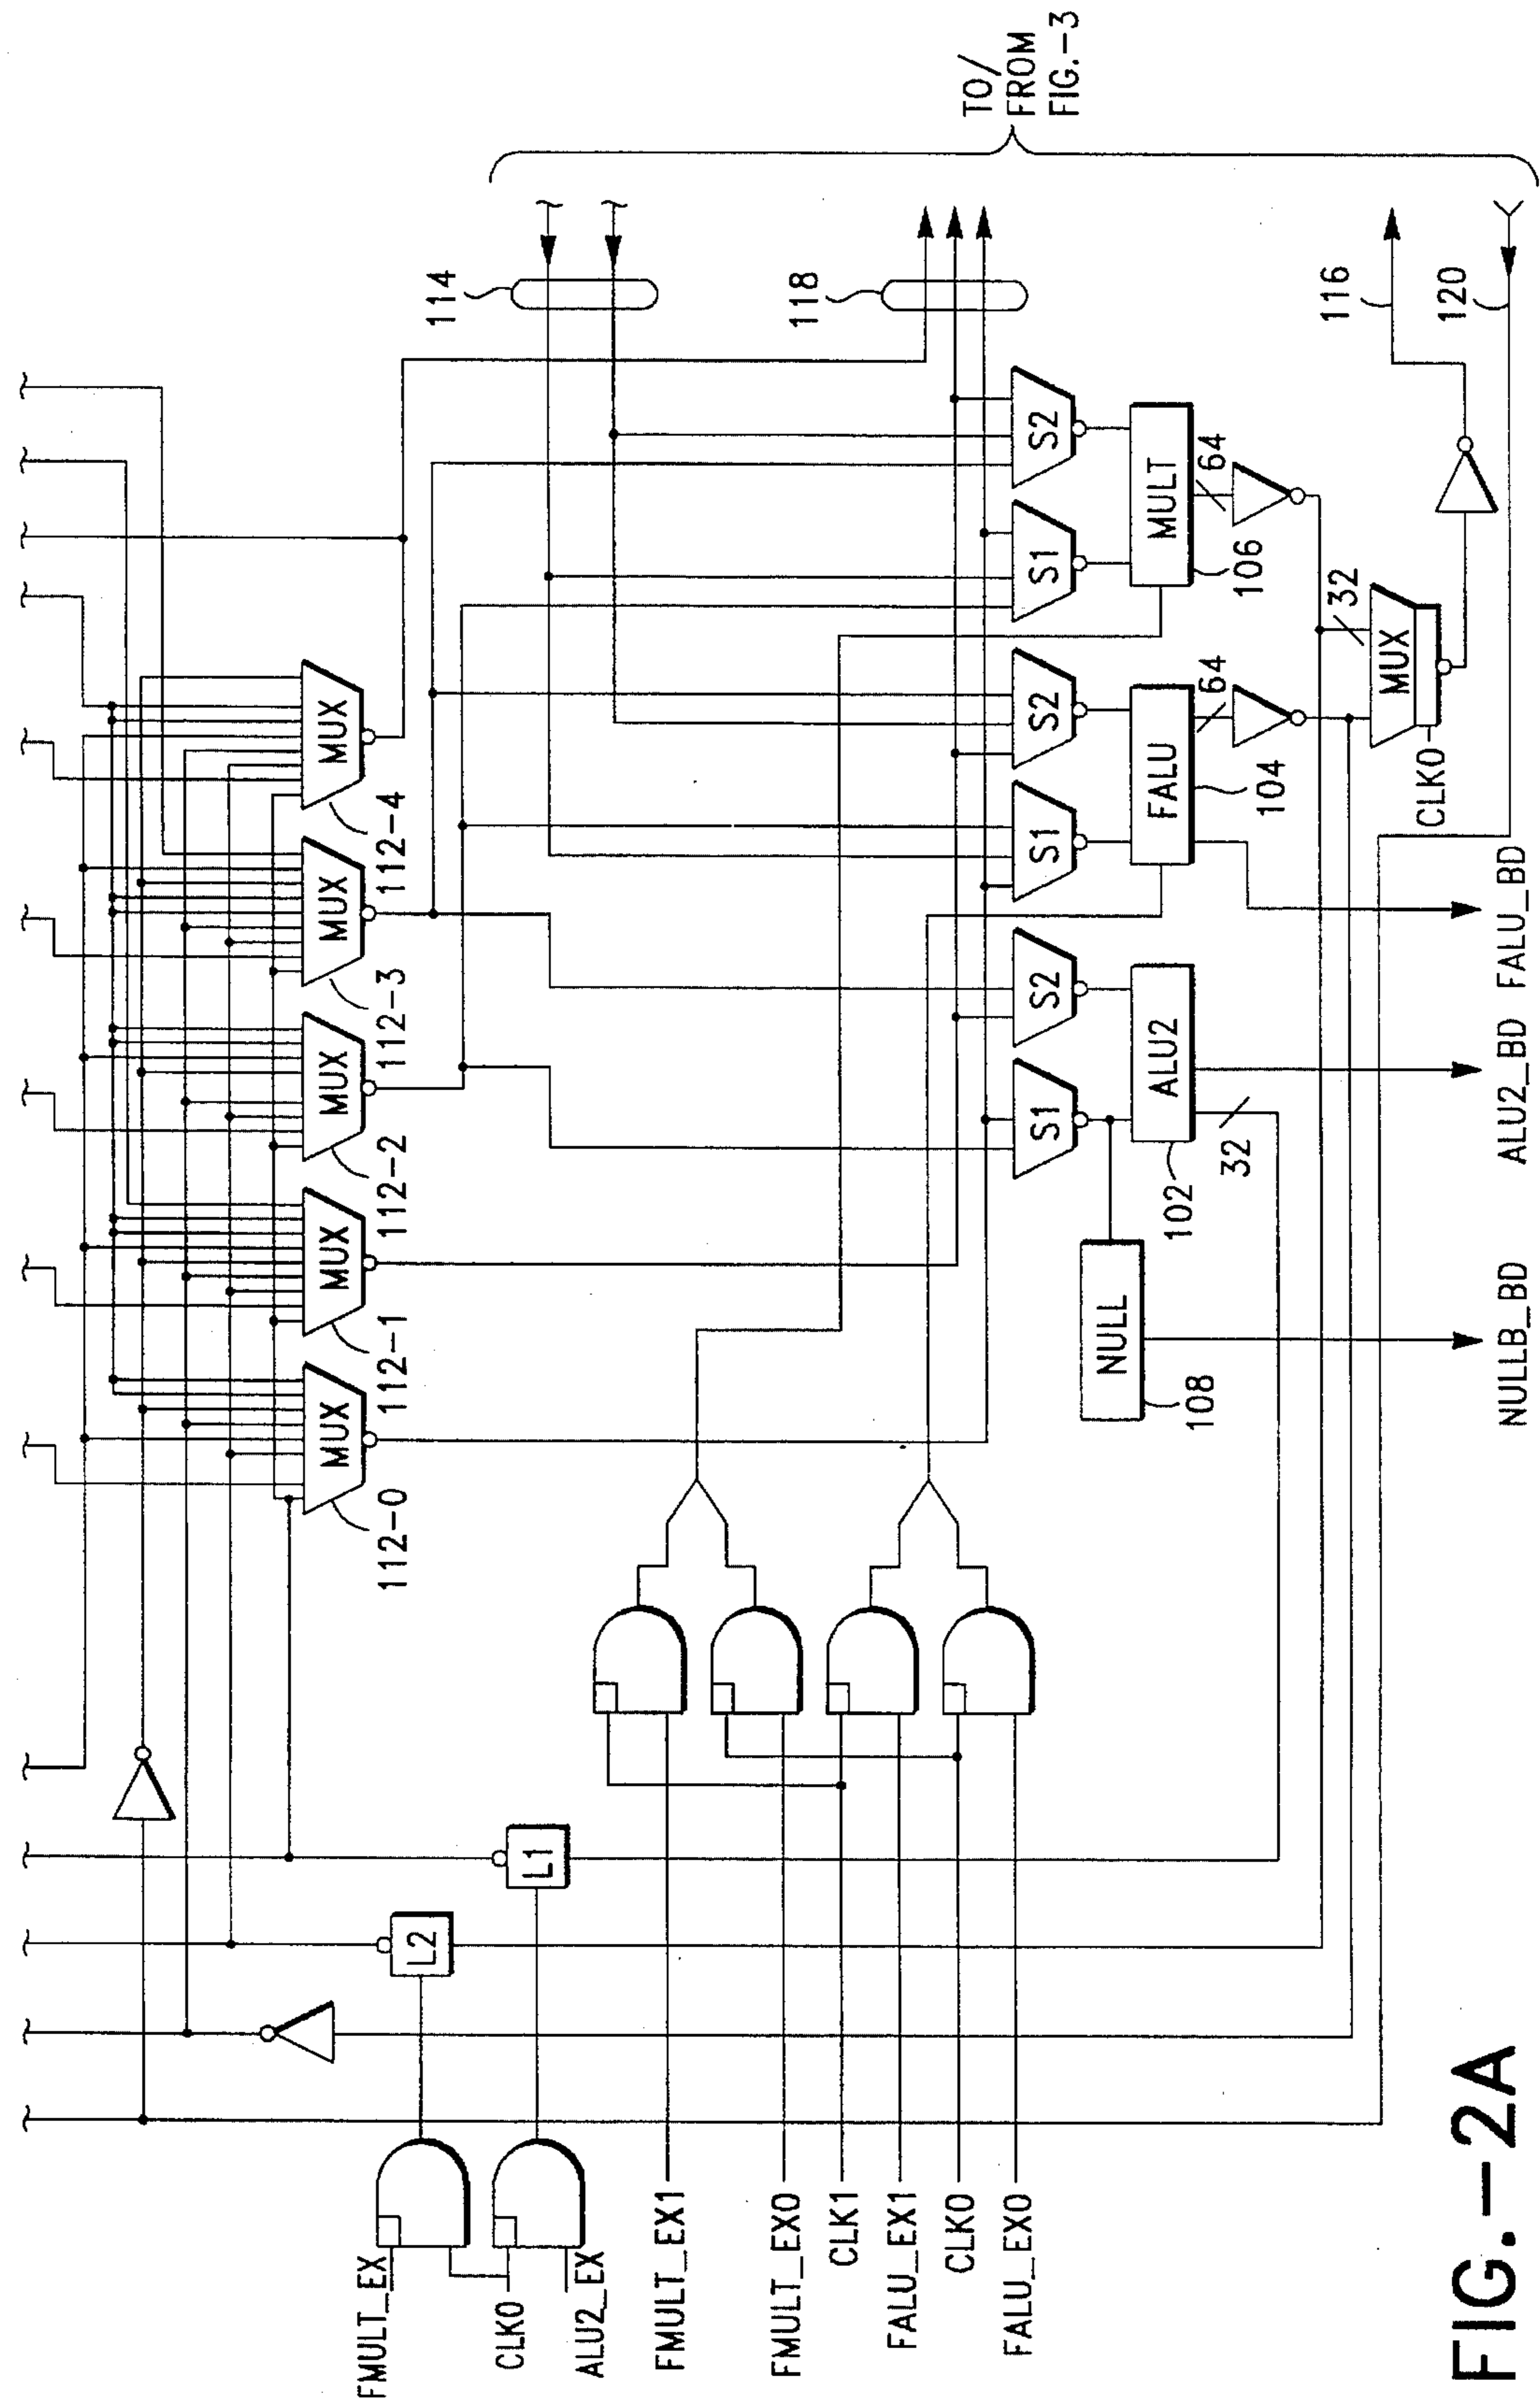 TO/
FROM
FIG.-3
114
118
116
120
MUX
112-4
MUX
112-3
MUX
112-2
MUX
112-1
MUX
112-0
S2
S1
MULT
106
64
S2
S1
FALU
104
64
S2
S1
ALU2
102
32
NULL
108
32
MUX
CLK0
L1
L2
FMULT_EX
CLK0
ALU2_EX
FMULT_EX1
FMULT_EX0
CLK1
FALU_EX1
CLK0
FALU_EX0
NULLB_BD
ALU2_BD
FALU_BD
FIG.-2A